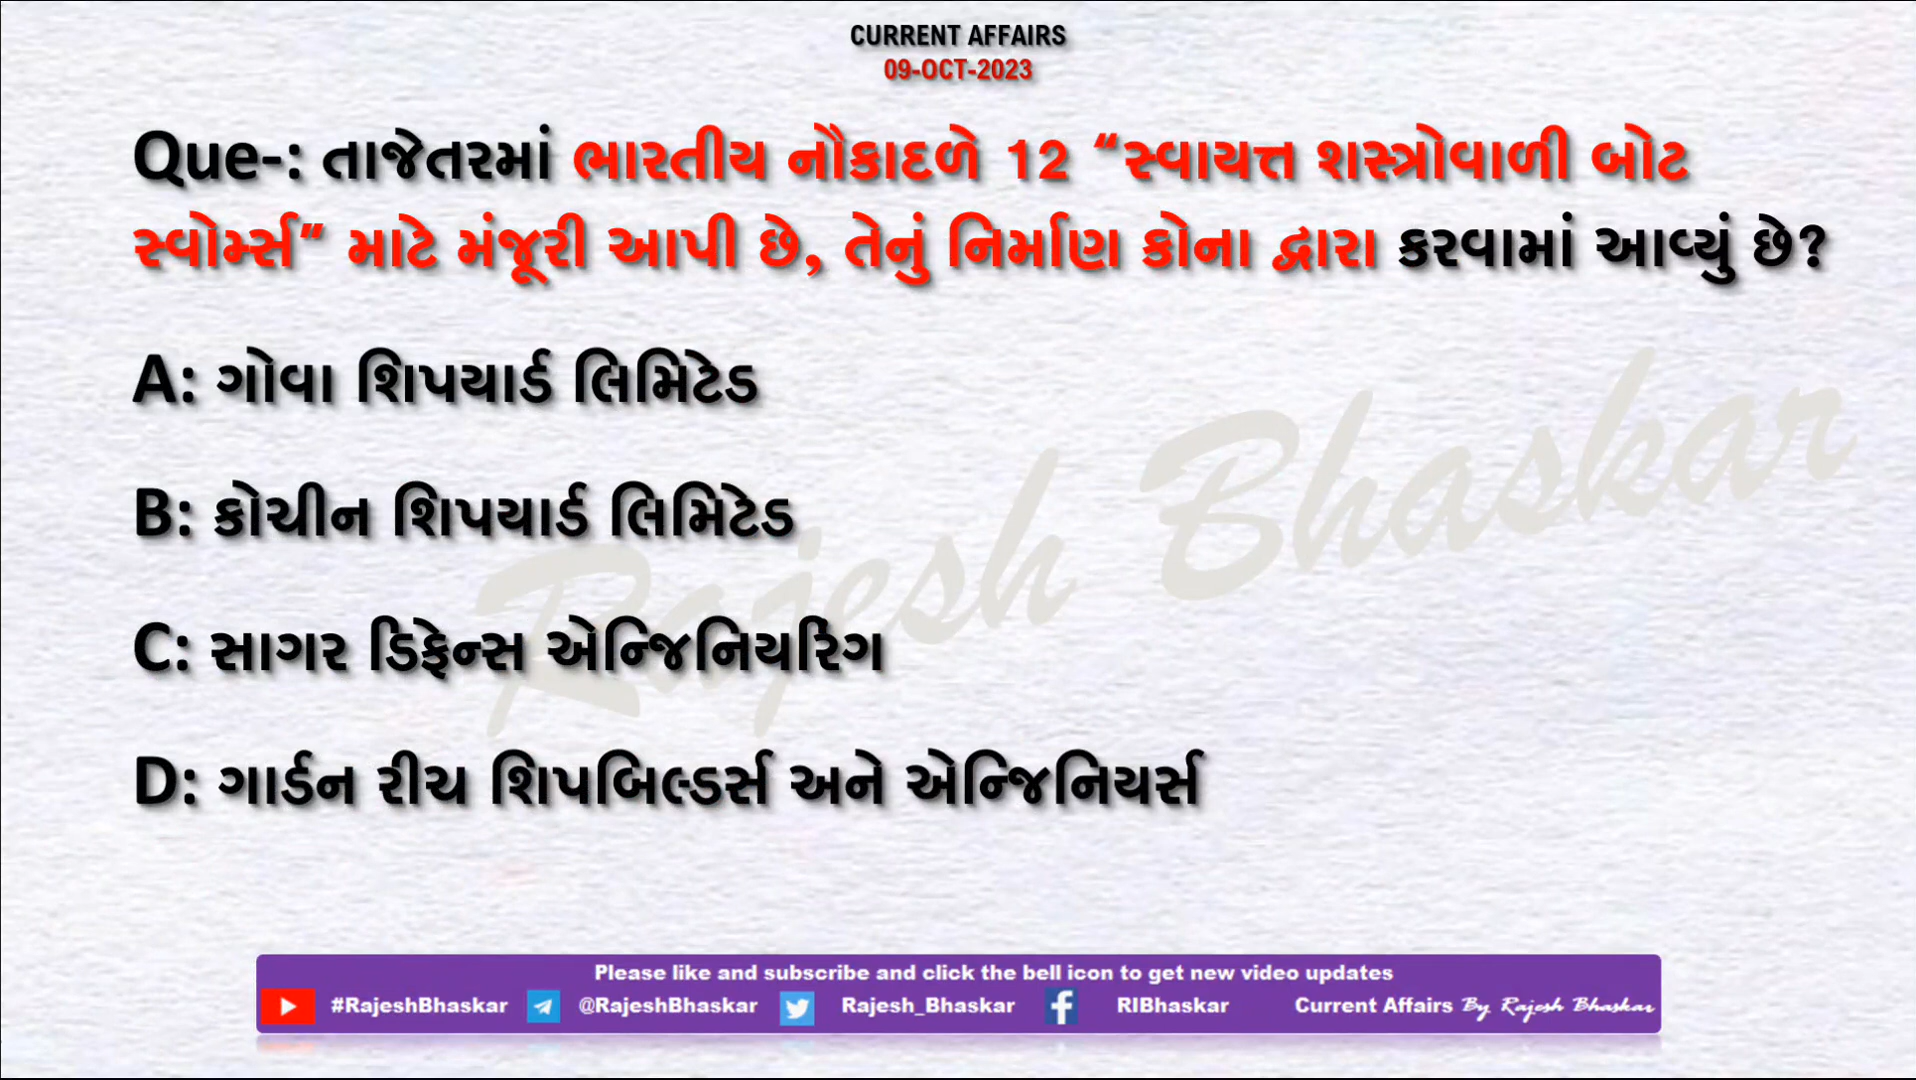 CURRENT AFFAIRS
09-OCT-2023
Que-: તાજેતરમાં ભારતીય નૌકાદળે 12 “સ્વાયત્ત શસ્ત્રોવાળી બોટ
સ્વોર્મ્સ” માટે મંજૂરી આપી છે, તેનું નિર્માણ કોના દ્વારા કરવામાં આવ્યું છે?
A: ગોવા શિપયાર્ડ લિમિટેડ
B: કોચીન શિપયાર્ડ લિમિટેડ
C: સાગર ડિફેન્સ એન્જિનિયરિંગ
D: ગાર્ડન રીચ શિપબિલ્ડર્સ અને એન્જિનિયર્સ
Rajesh Bhaskar
Please like and subscribe and click the bell icon to get new video updates
#RajeshBhaskar @RajeshBhaskar Rajesh_Bhaskar RIBhaskar Current Affairs By Rajesh Bhaskar